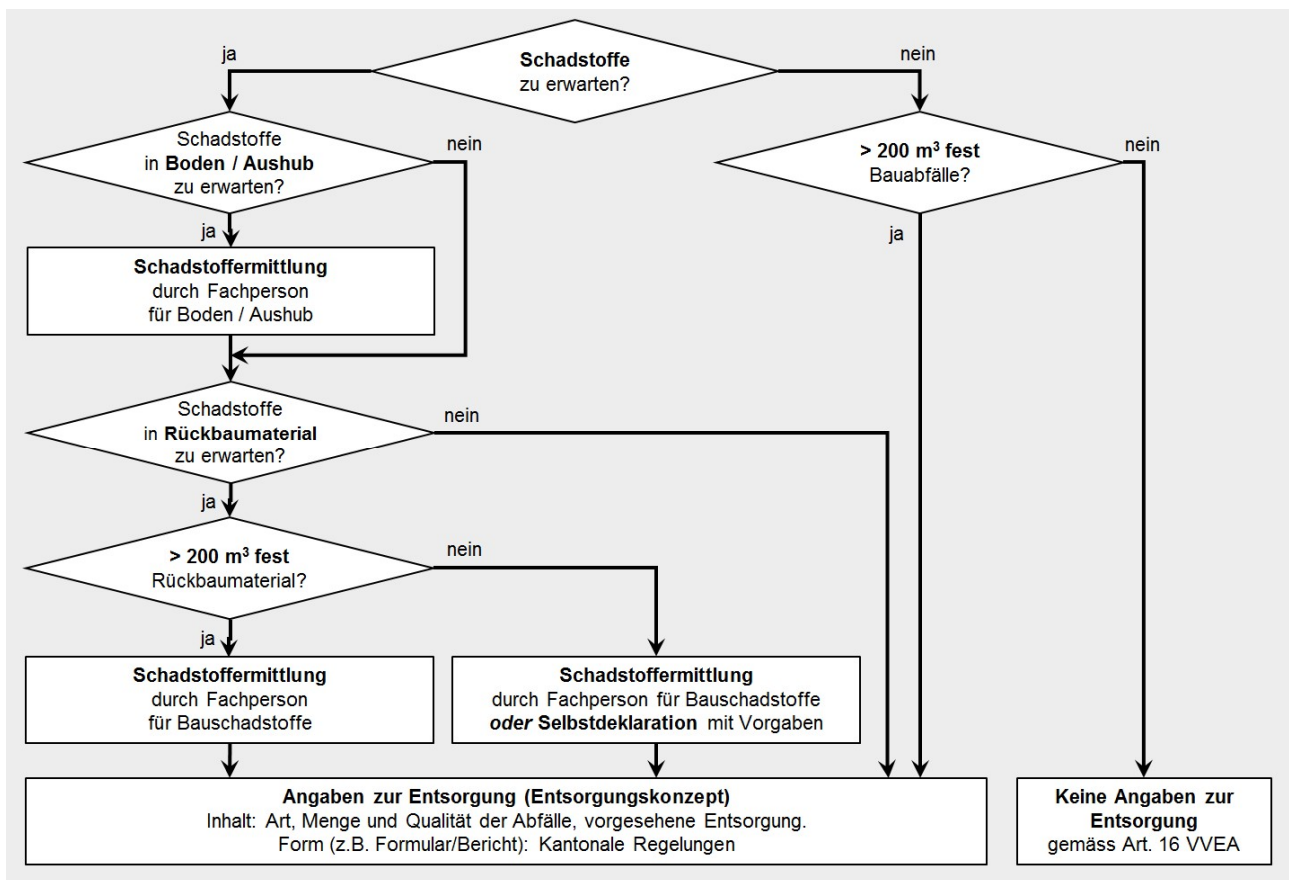 ja
Schadstoffe
zu erwarten?
nein
Schadstoffe
in Boden / Aushub
zu erwarten?
nein
> 200 m³ fest
Bauabfälle?
nein
ja
ja
Schadstoffermittlung
durch Fachperson
für Boden / Aushub
Schadstoffe
in Rückbaumaterial
zu erwarten?
nein
ja
> 200 m³ fest
Rückbaumaterial?
nein
ja
Schadstoffermittlung
durch Fachperson
für Bauschadstoffe
Schadstoffermittlung
durch Fachperson für Bauschadstoffe
oder Selbstdeklaration mit Vorgaben
Angaben zur Entsorgung (Entsorgungskonzept)
Inhalt: Art, Menge und Qualität der Abfälle, vorgesehene Entsorgung.
Form (z.B. Formular/Bericht): Kantonale Regelungen
Keine Angaben zur
Entsorgung
gemäss Art. 16 VVEA